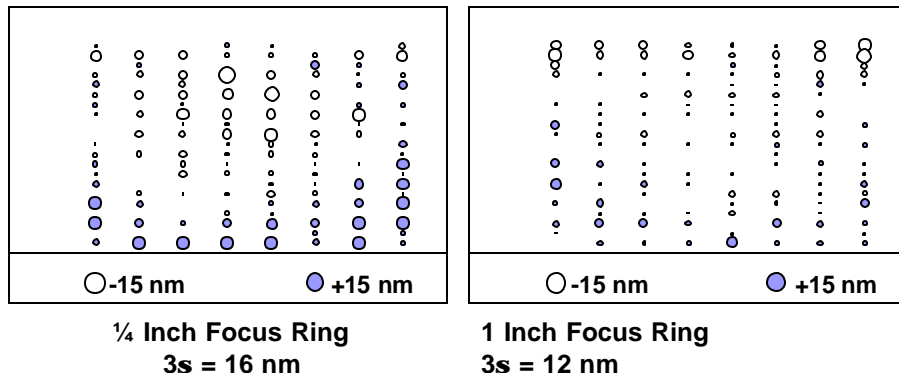 -15 nm
+15 nm
-15 nm
+15 nm
¼ Inch Focus Ring
3s = 16 nm
1 Inch Focus Ring
3s = 12 nm